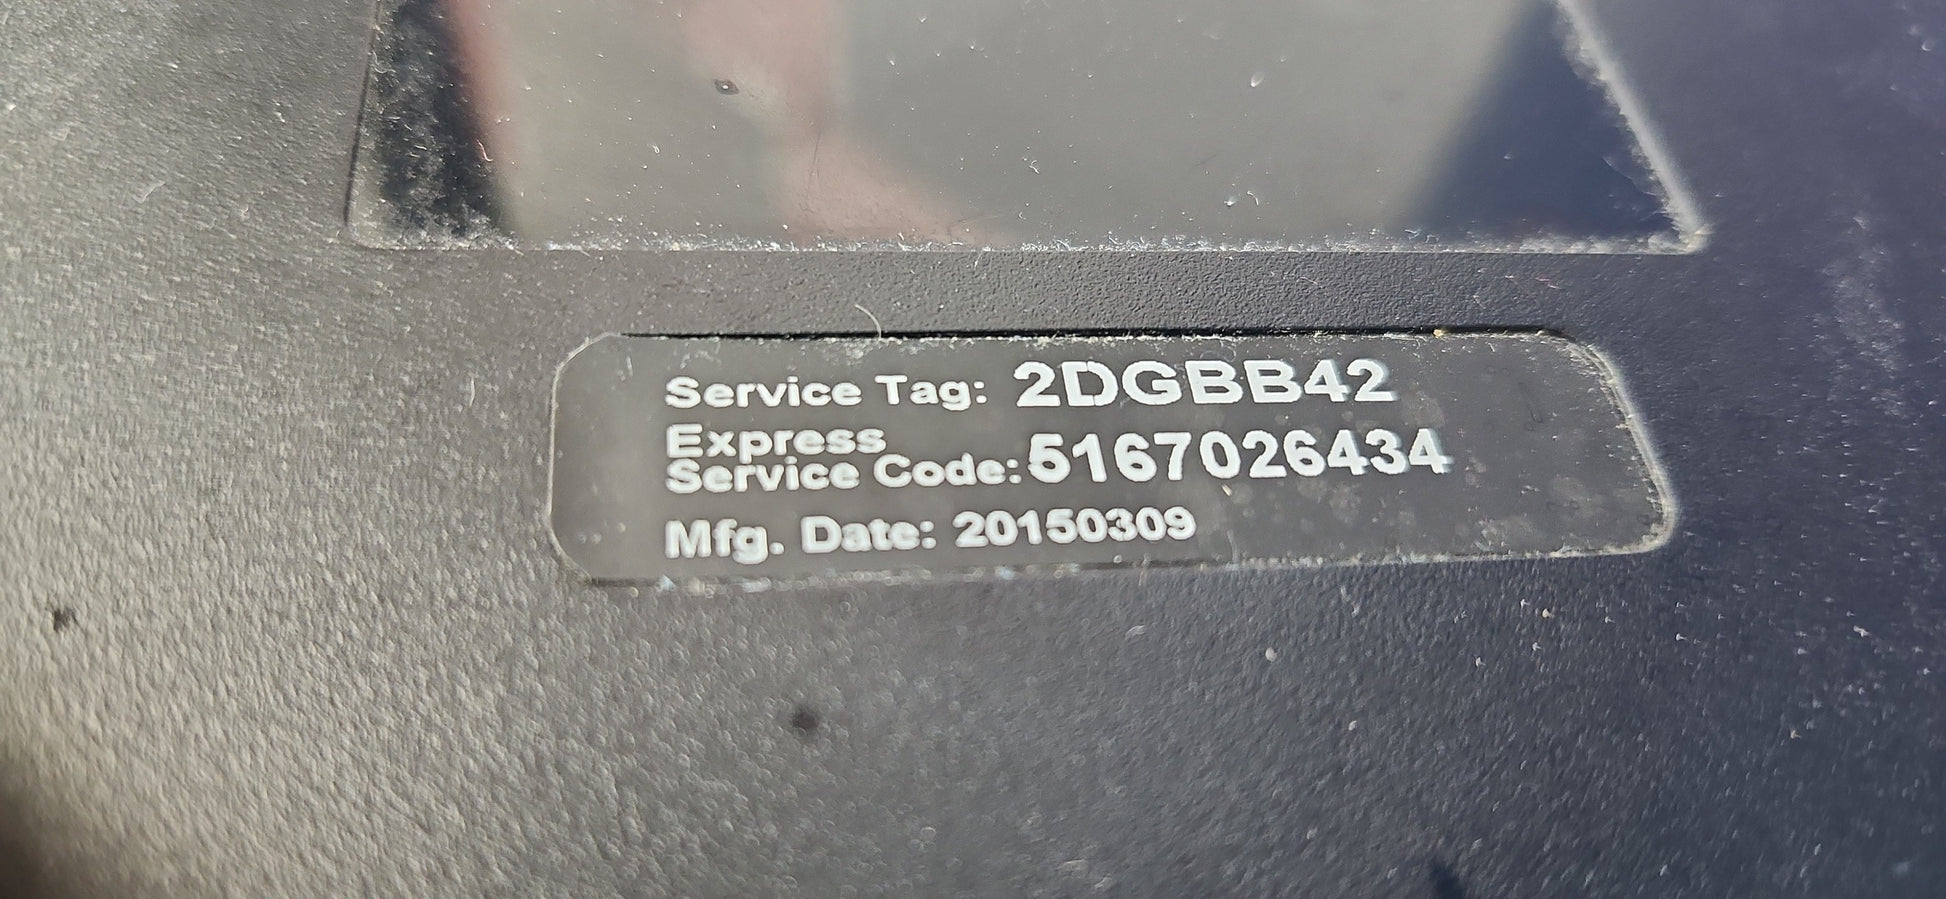 Service Tag: 2DGBB42
Express
Service Code: 5167026434
Mfg. Date: 20150309